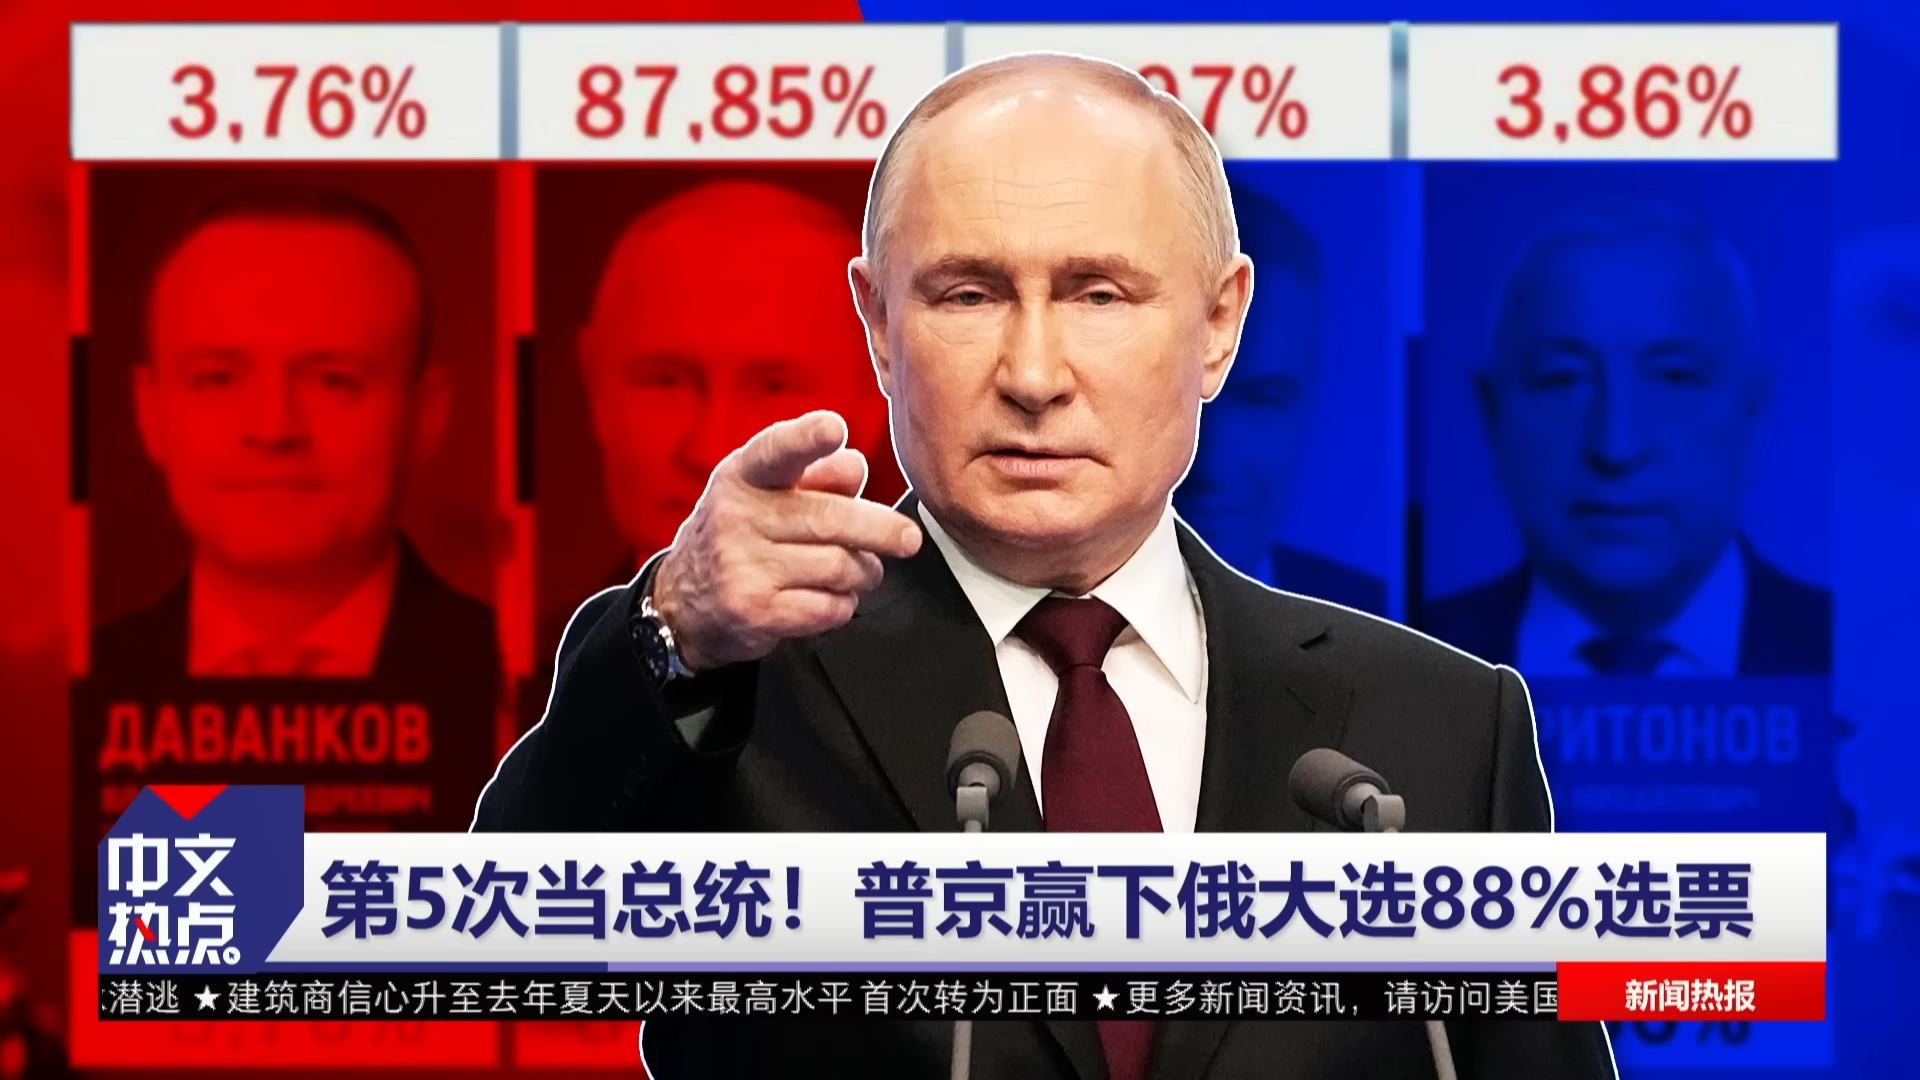 3,76%
87,85%
97%
3,86%
ДАВАНКОВ
РИТОНОВ
中文
热点
第5次当总统！普京赢下俄大选88%选票
潜逃 ★建筑商信心升至去年夏天以来最高水平 首次转为正面 ★更多新闻资讯，请访问美国
新闻热报